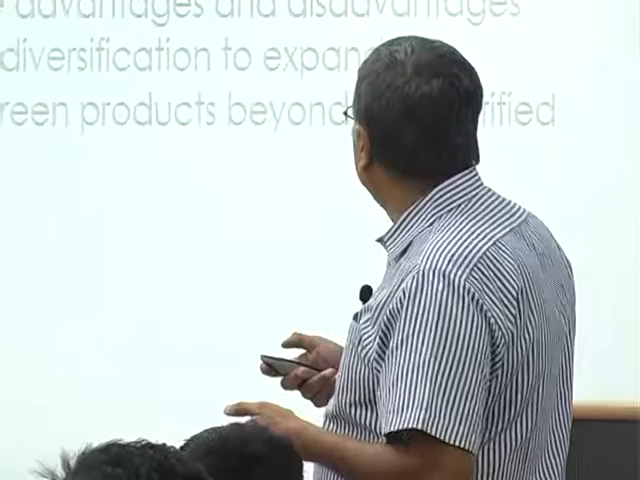 advantages and disadvantages
diversification to expan
reen products beyond rified